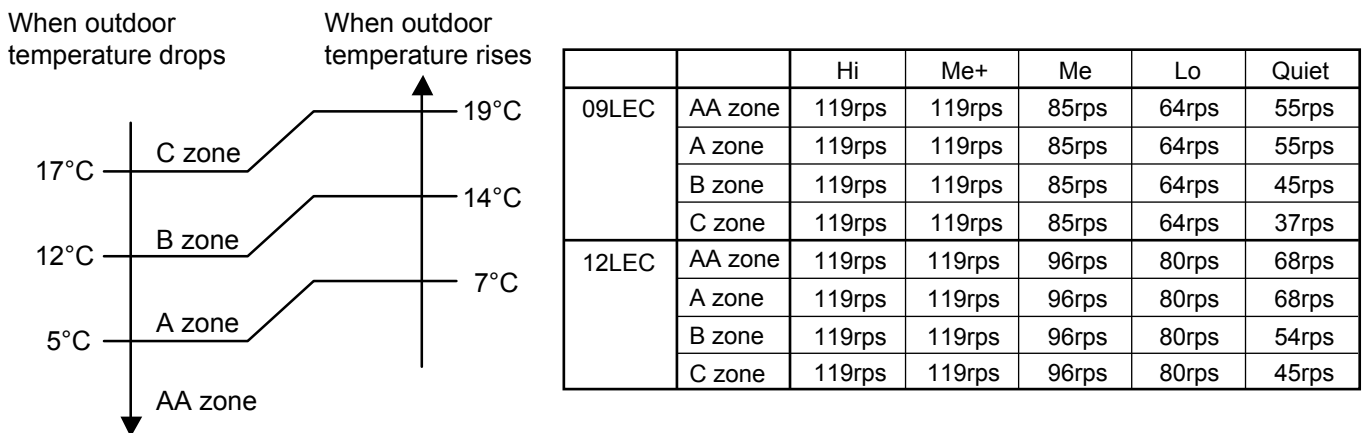 When outdoor
temperature drops
When outdoor
temperature rises
19°C
C zone
17°C
14°C
B zone
12°C
7°C
A zone
5°C
AA zone
Hi Me+ Me Lo Quiet
09LEC AA zone 119rps 119rps 85rps 64rps 55rps
A zone 119rps 119rps 85rps 64rps 55rps
B zone 119rps 119rps 85rps 64rps 45rps
C zone 119rps 119rps 85rps 64rps 37rps
12LEC AA zone 119rps 119rps 96rps 80rps 68rps
A zone 119rps 119rps 96rps 80rps 68rps
B zone 119rps 119rps 96rps 80rps 54rps
C zone 119rps 119rps 96rps 80rps 45rps